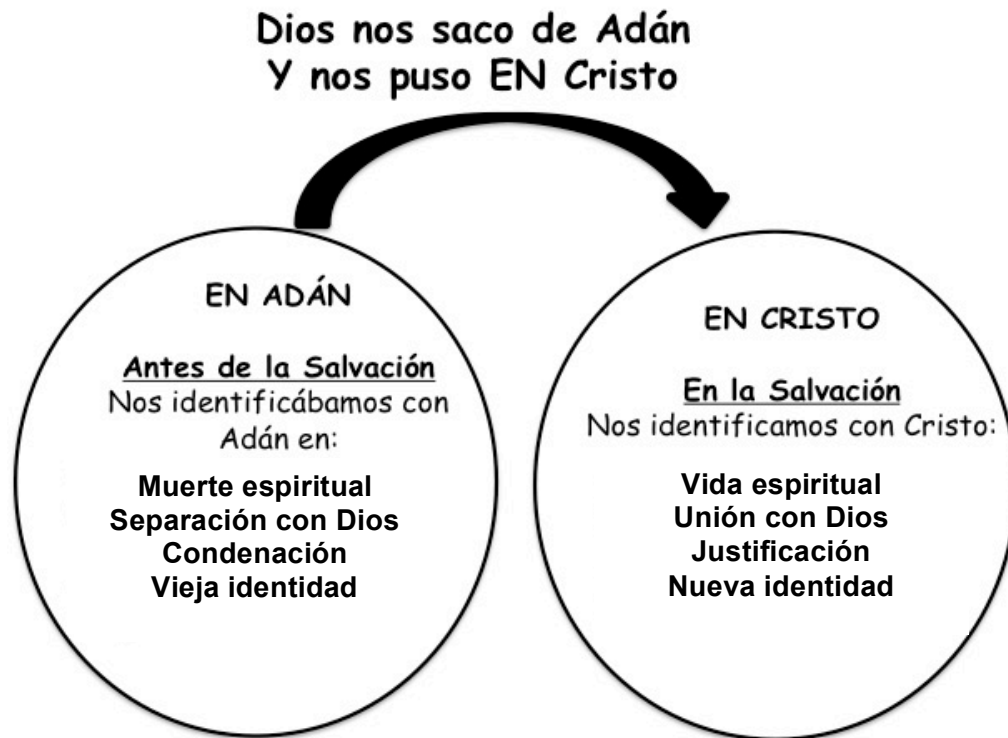 Dios nos saco de Adán
Y nos puso EN Cristo
EN ADÁN
Antes de la Salvación
Nos identificábamos con
Adán en:
Muerte espiritual
Separación con Dios
Condenación
Vieja identidad
EN CRISTO
En la Salvación
Nos identificamos con Cristo:
Vida espiritual
Unión con Dios
Justificación
Nueva identidad